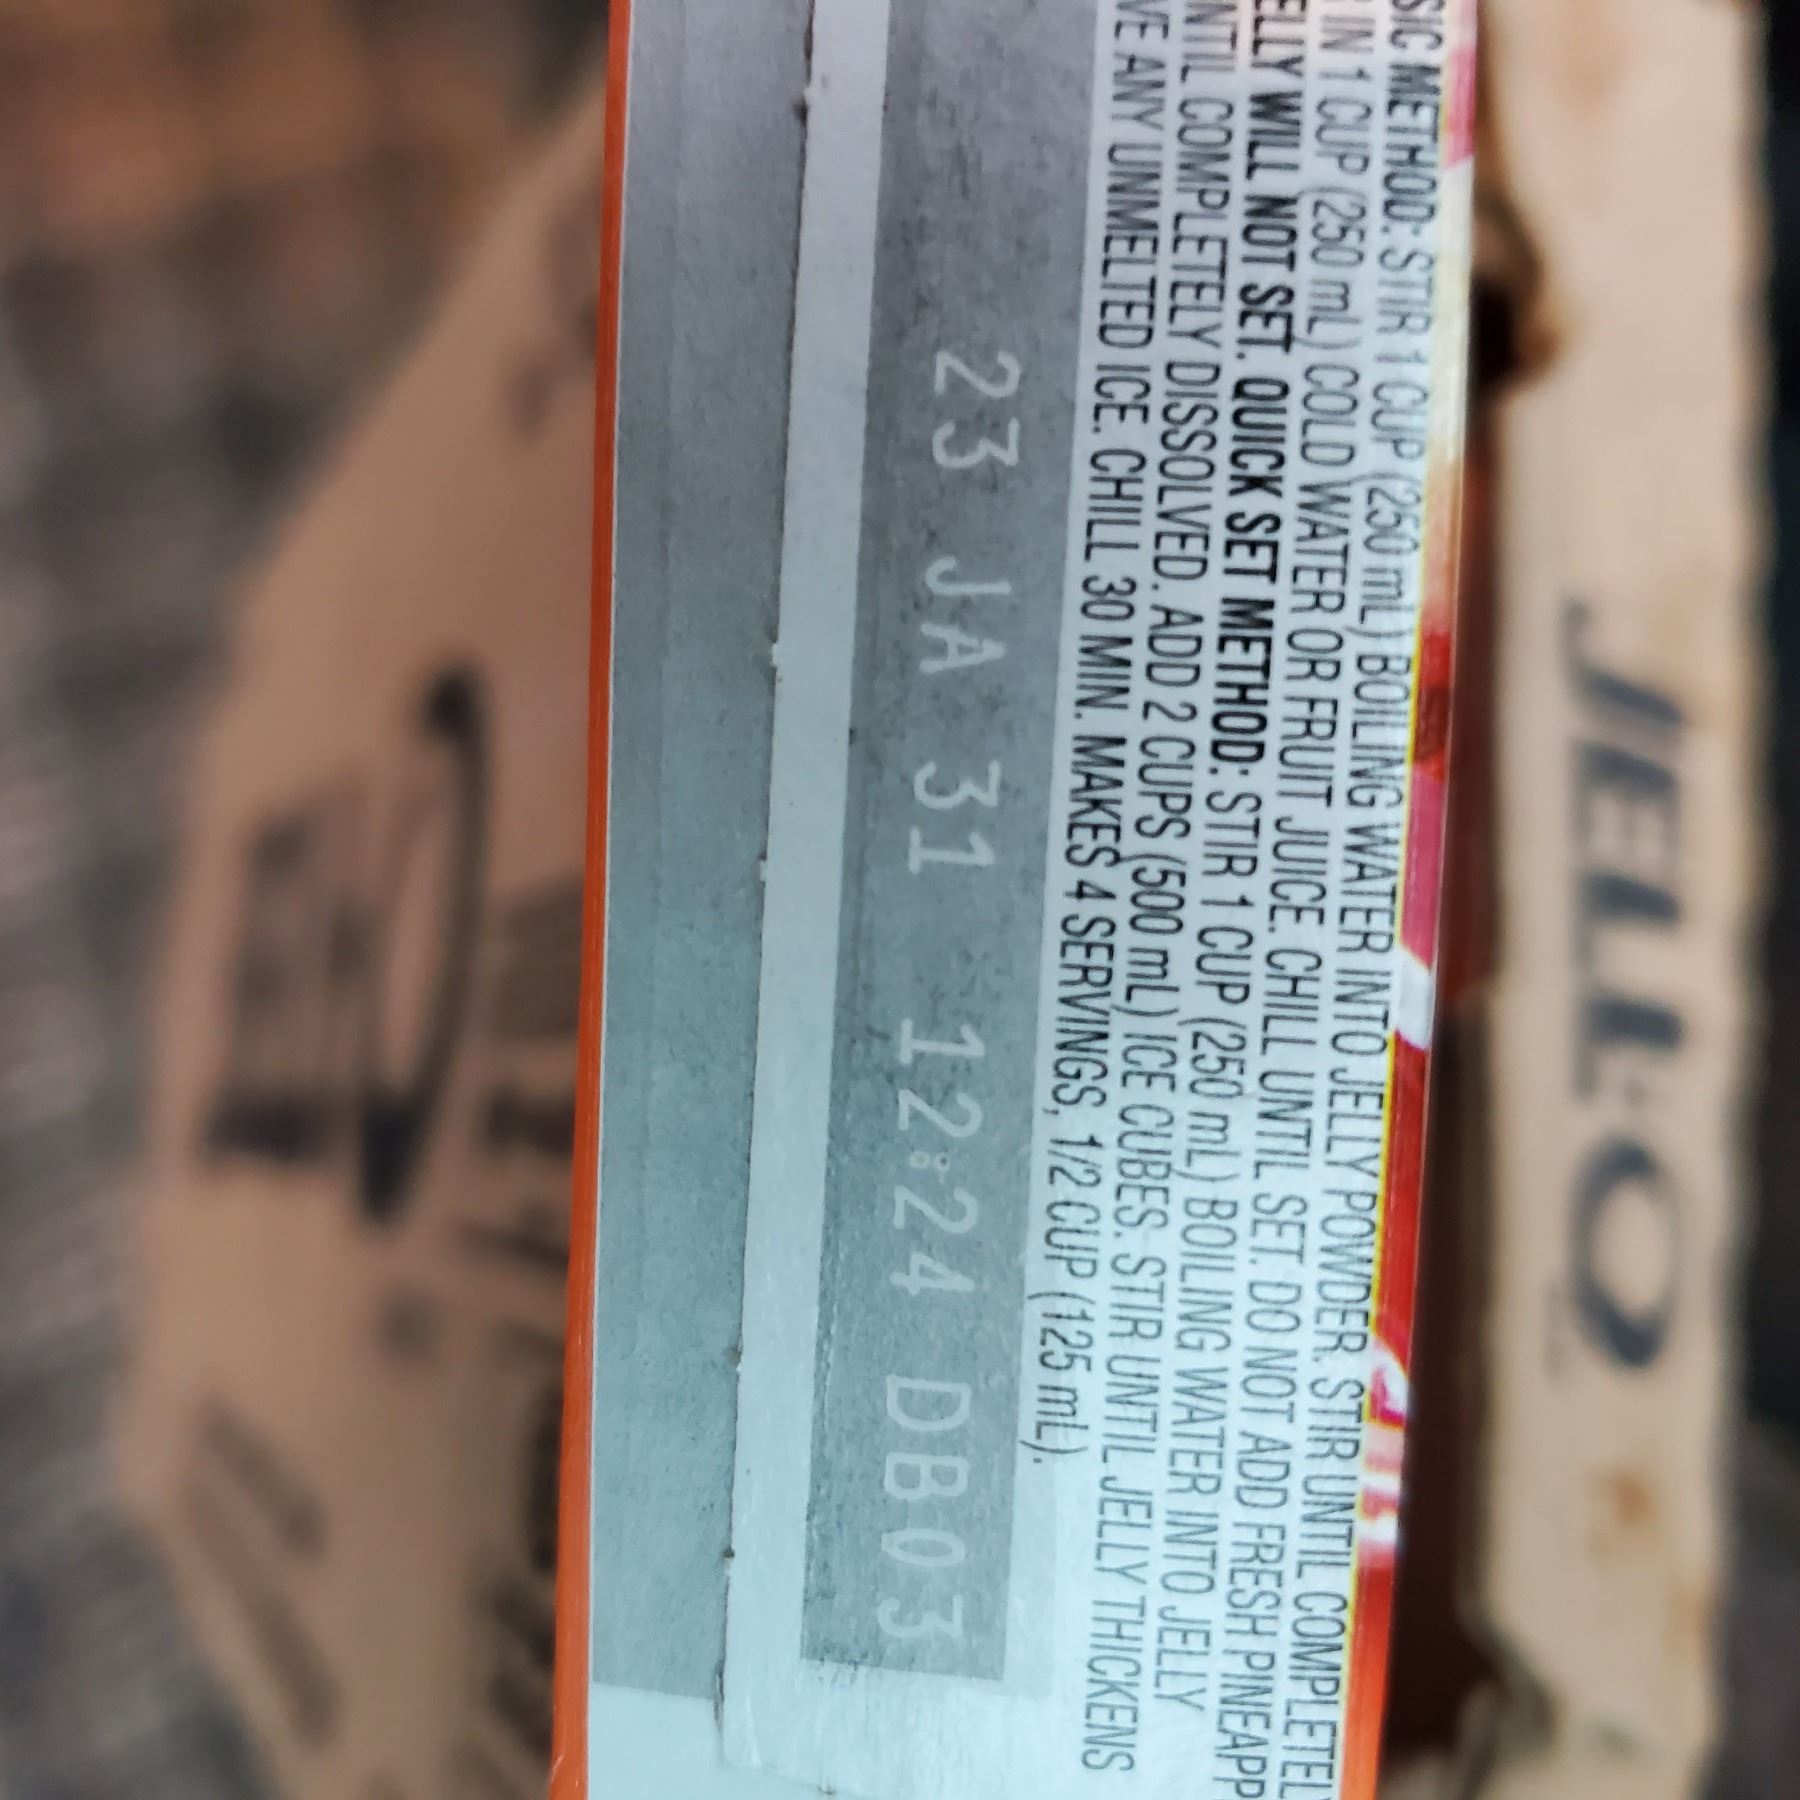 JELL-O
SIC METHOD: STIR 1 CUP (250 mL) BOILING WATER INTO JELLY POWDER. STIR UNTIL COMPLETELY
IN 1 CUP (250 mL) COLD WATER OR FRUIT JUICE. CHILL UNTIL SET. DO NOT ADD FRESH PINEAPP
ELLY WILL NOT SET. QUICK SET METHOD: STIR 1 CUP (250 mL) BOILING WATER INTO JELLY
NTIL COMPLETELY DISSOLVED. ADD 2 CUPS (500 mL) ICE CUBES. STIR UNTIL JELLY THICKENS
VE ANY UNMELTED ICE. CHILL 30 MIN. MAKES 4 SERVINGS, 1/2 CUP (125 mL).
23 JA 31 12:24 DB03